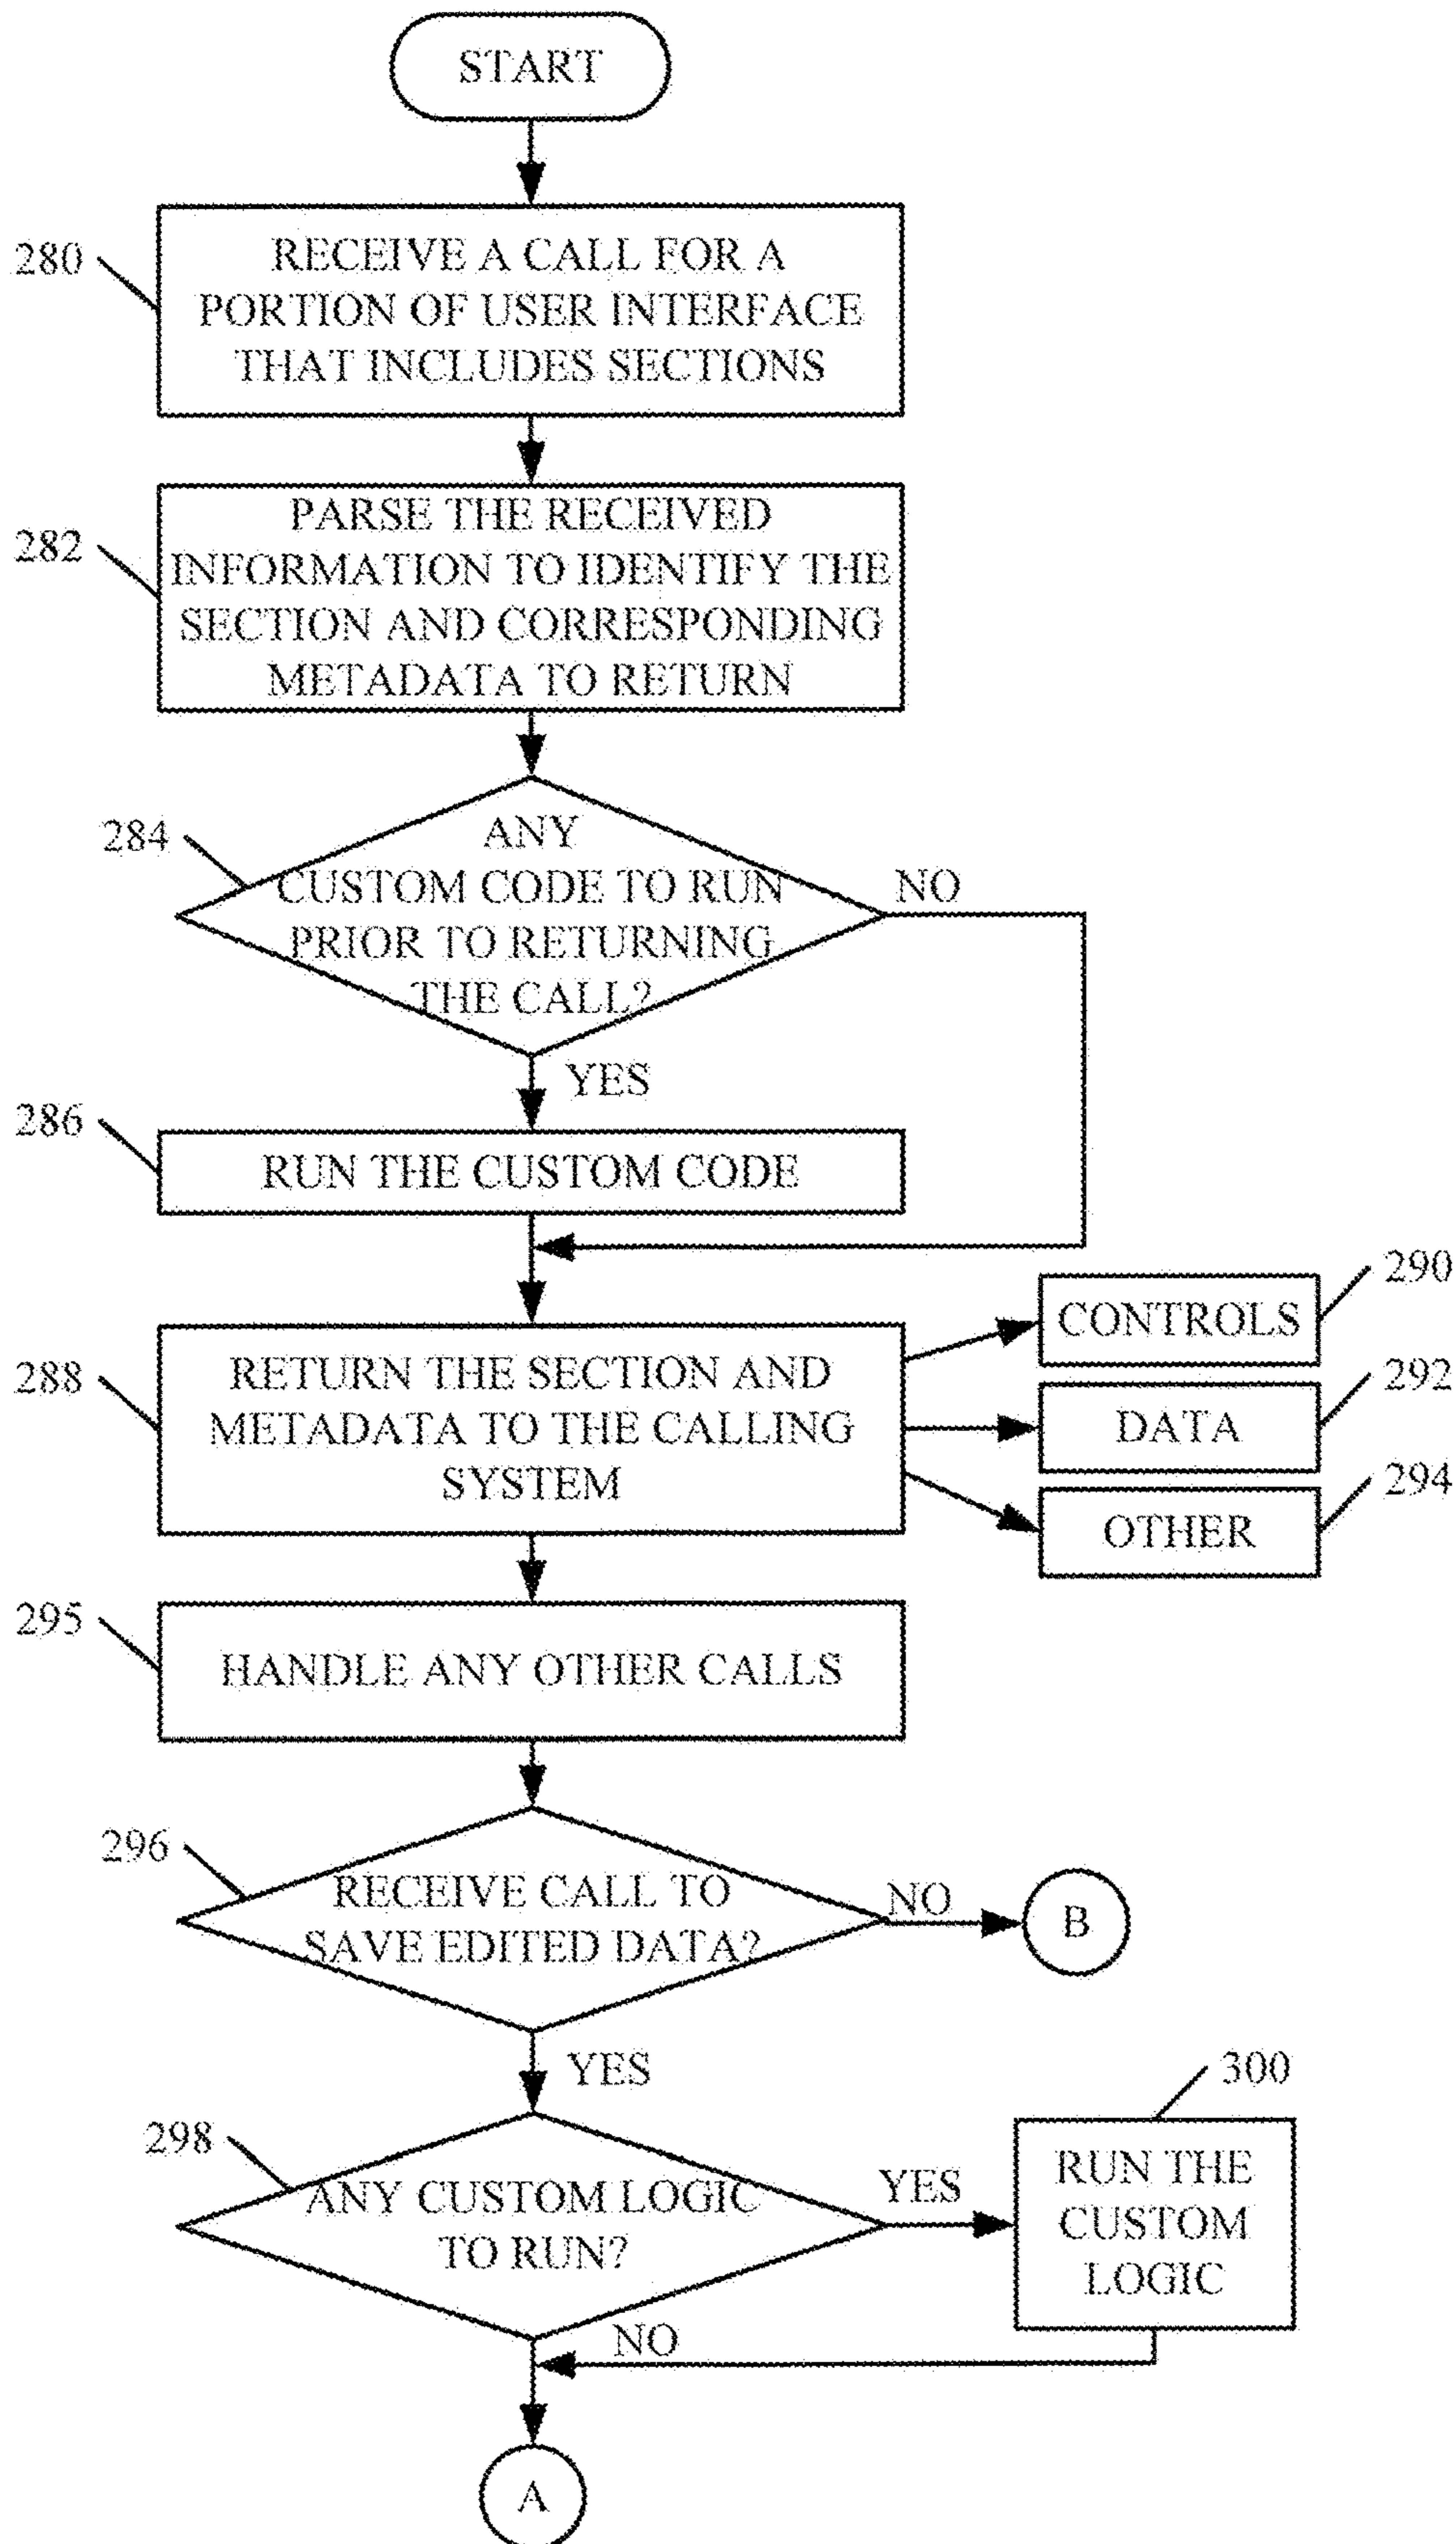 START
280
RECEIVE A CALL FOR A
PORTION OF USER INTERFACE
THAT INCLUDES SECTIONS
282
PARSE THE RECEIVED
INFORMATION TO IDENTIFY THE
SECTION AND CORRESPONDING
METADATA TO RETURN
284
ANY
CUSTOM CODE TO RUN
PRIOR TO RETURNING
THE CALL?
NO
YES
286
RUN THE CUSTOM CODE
288
RETURN THE SECTION AND
METADATA TO THE CALLING
SYSTEM
290
CONTROLS
292
DATA
294
OTHER
295
HANDLE ANY OTHER CALLS
296
RECEIVE CALL TO
SAVE EDITED DATA?
NO
B
YES
298
ANY CUSTOM LOGIC
TO RUN?
YES
300
RUN THE
CUSTOM
LOGIC
NO
A